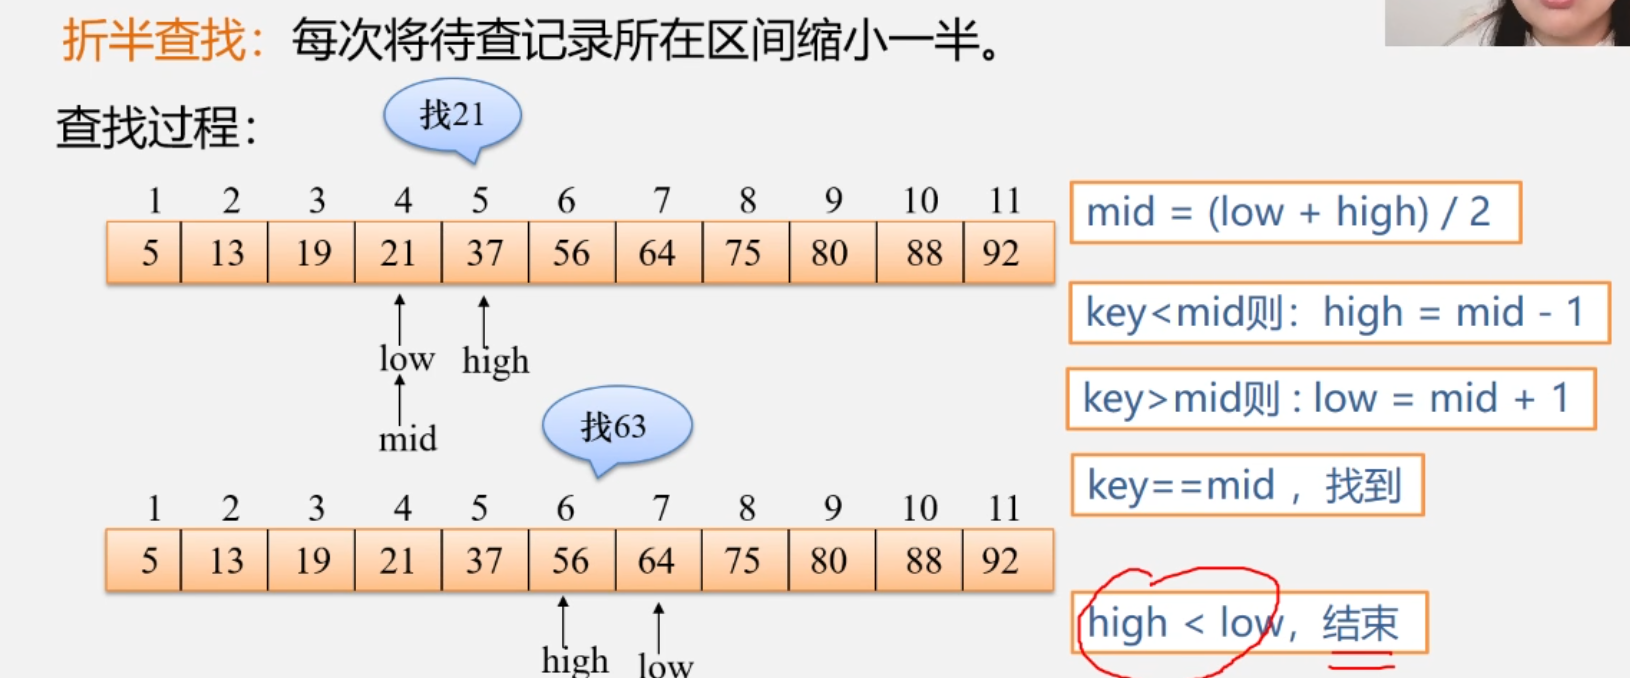 折半查找：每次将待查记录所在区间缩小一半。
查找过程：
找21
1 2 3 4 5 6 7 8 9 10 11
5 13 19 21 37 56 64 75 80 88 92
low high
mid
找63
1 2 3 4 5 6 7 8 9 10 11
5 13 19 21 37 56 64 75 80 88 92
high low
mid = (low + high) / 2
key<mid则：high = mid - 1
key>mid则 : low = mid + 1
key==mid ，找到
high < low，结束